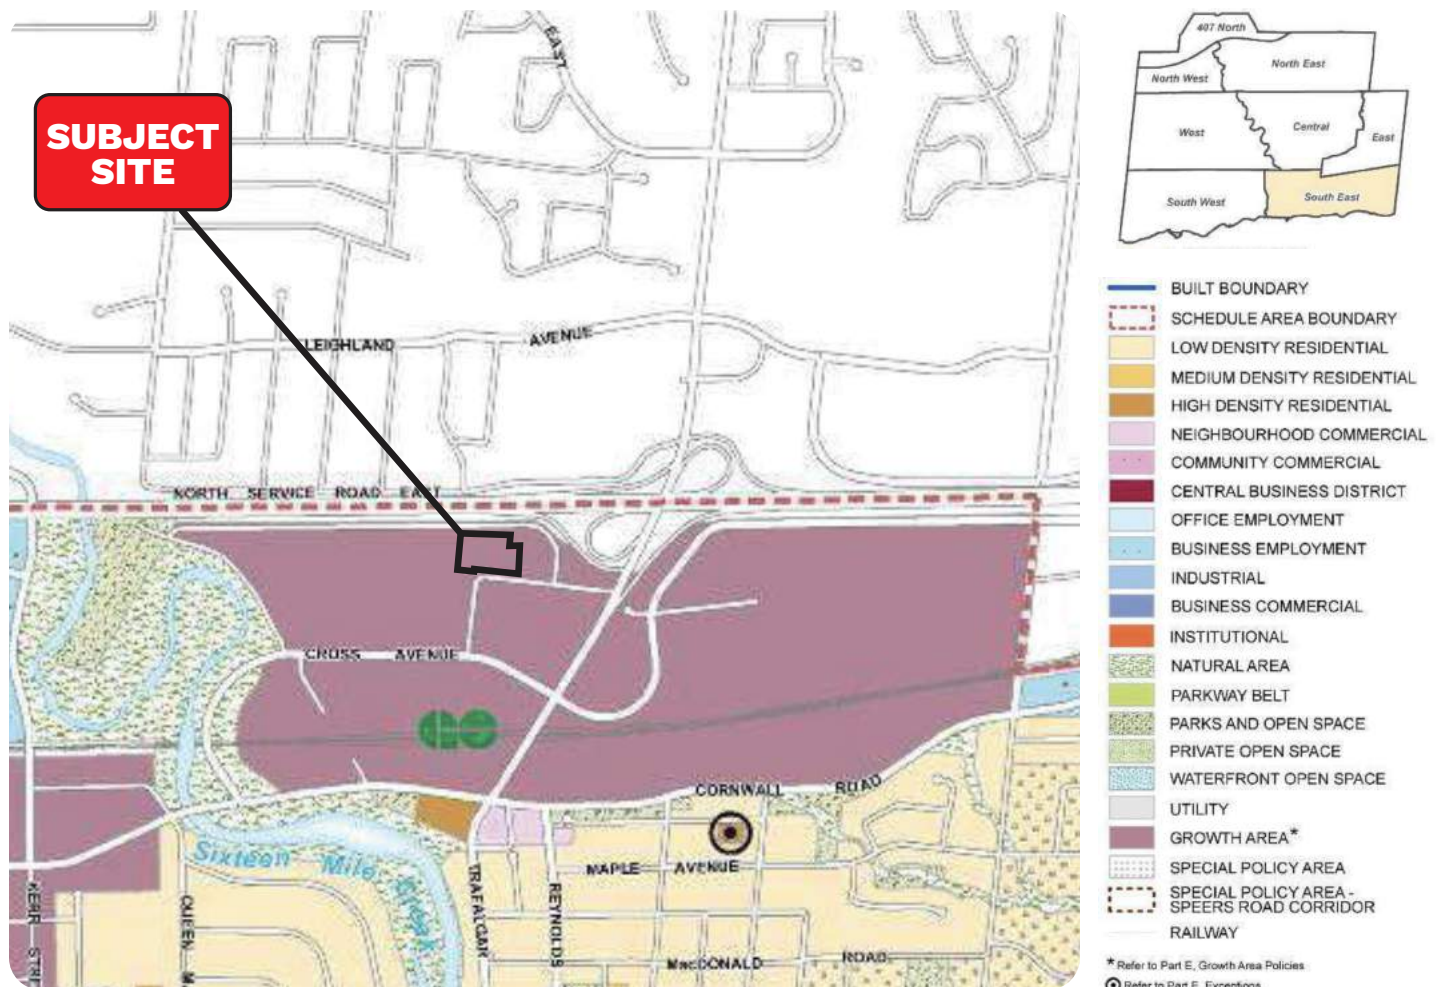 EAST
SUBJECT
SITE
LEIGHLAND
AVENUE
NORTH SERVICE ROAD EAST
CROSS AVENUE
CORNWALL ROAD
MAPLE AVENUE
Sixteen Mile Creek
KERR STRE
QUEEN M
TRAFALGAR
REYNOLDS
MacDONALD ROAD
407 North
North West
North East
West
Central
East
South West
South East
BUILT BOUNDARY
SCHEDULE AREA BOUNDARY
LOW DENSITY RESIDENTIAL
MEDIUM DENSITY RESIDENTIAL
HIGH DENSITY RESIDENTIAL
NEIGHBOURHOOD COMMERCIAL
COMMUNITY COMMERCIAL
CENTRAL BUSINESS DISTRICT
OFFICE EMPLOYMENT
BUSINESS EMPLOYMENT
INDUSTRIAL
BUSINESS COMMERCIAL
INSTITUTIONAL
NATURAL AREA
PARKWAY BELT
PARKS AND OPEN SPACE
PRIVATE OPEN SPACE
WATERFRONT OPEN SPACE
UTILITY
GROWTH AREA*
SPECIAL POLICY AREA
SPECIAL POLICY AREA -
SPEERS ROAD CORRIDOR
RAILWAY
* Refer to Part E, Growth Area Policies
Refer to Part E, Exceptions